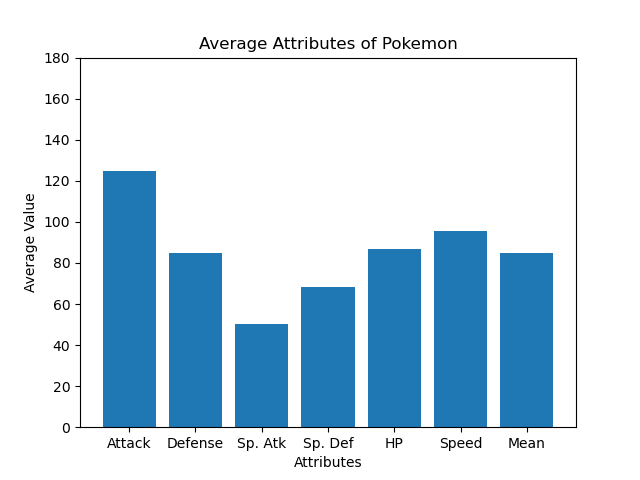 Average Attributes of Pokemon
180
160
140
120
100
80
60
40
20
0
Average Value
Attack Defense Sp. Atk Sp. Def HP Speed Mean
Attributes